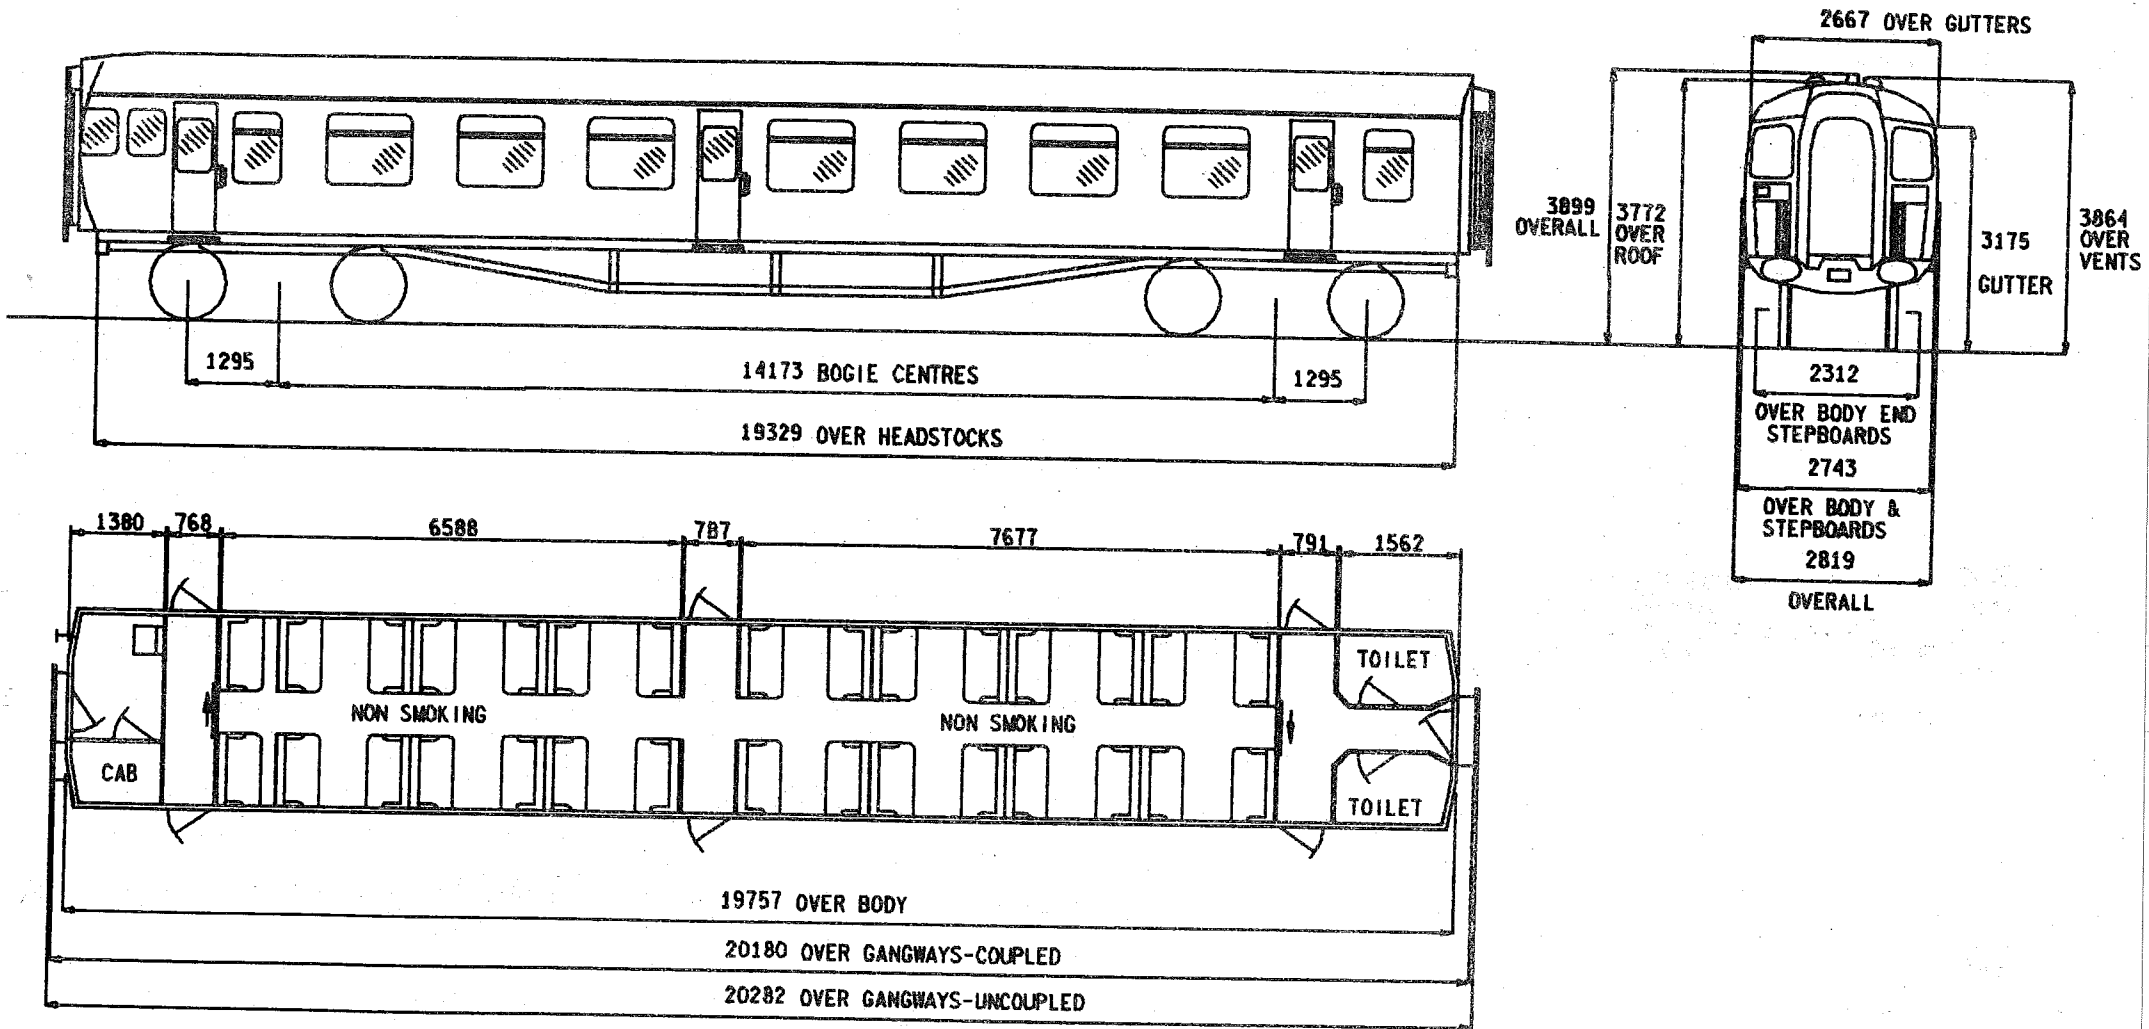 2667 OVER GUTTERS
3899
OVERALL
3772
OVER
ROOF
3175
GUTTER
3864
OVER
VENTS
1295
14173 BOGIE CENTRES
1295
19329 OVER HEADSTOCKS
2312
OVER BODY END
STEPBOARDS
2743
OVER BODY &
STEPBOARDS
2819
OVERALL
1380
768
6588
787
7677
791
1562
TOILET
NON SMOKING
NON SMOKING
CAB
TOILET
19757 OVER BODY
20180 OVER GANGWAYS-COUPLED
20282 OVER GANGWAYS-UNCOUPLED